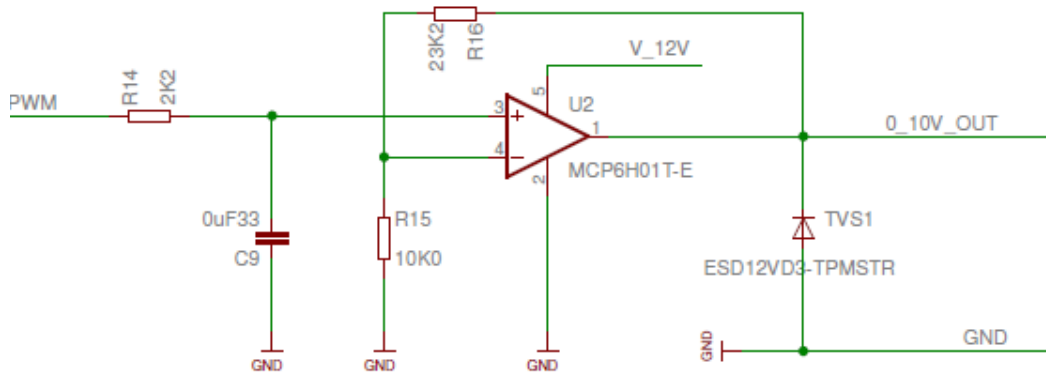 23K2
R16
V_12V
R14
2K2
PWM
3
+
5
U2
1
0_10V_OUT
4
−
2
MCP6H01T-E
0uF33
C9
R15
10K0
TVS1
ESD12VD3-TPMSTR
GND
GND
GND
GND
GND